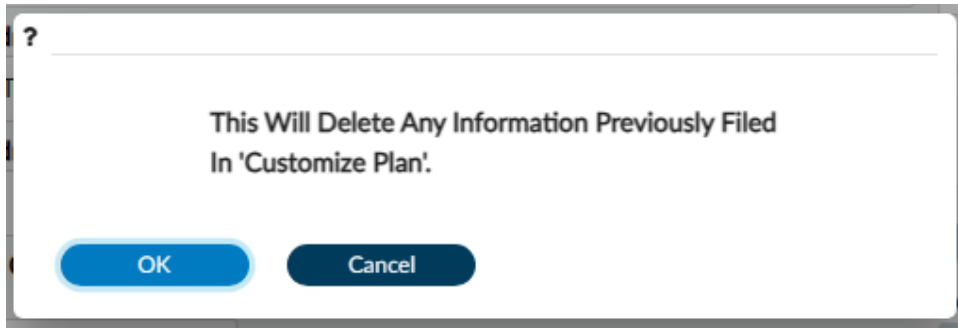 ?
This Will Delete Any Information Previously Filed
In 'Customize Plan'.
OK
Cancel